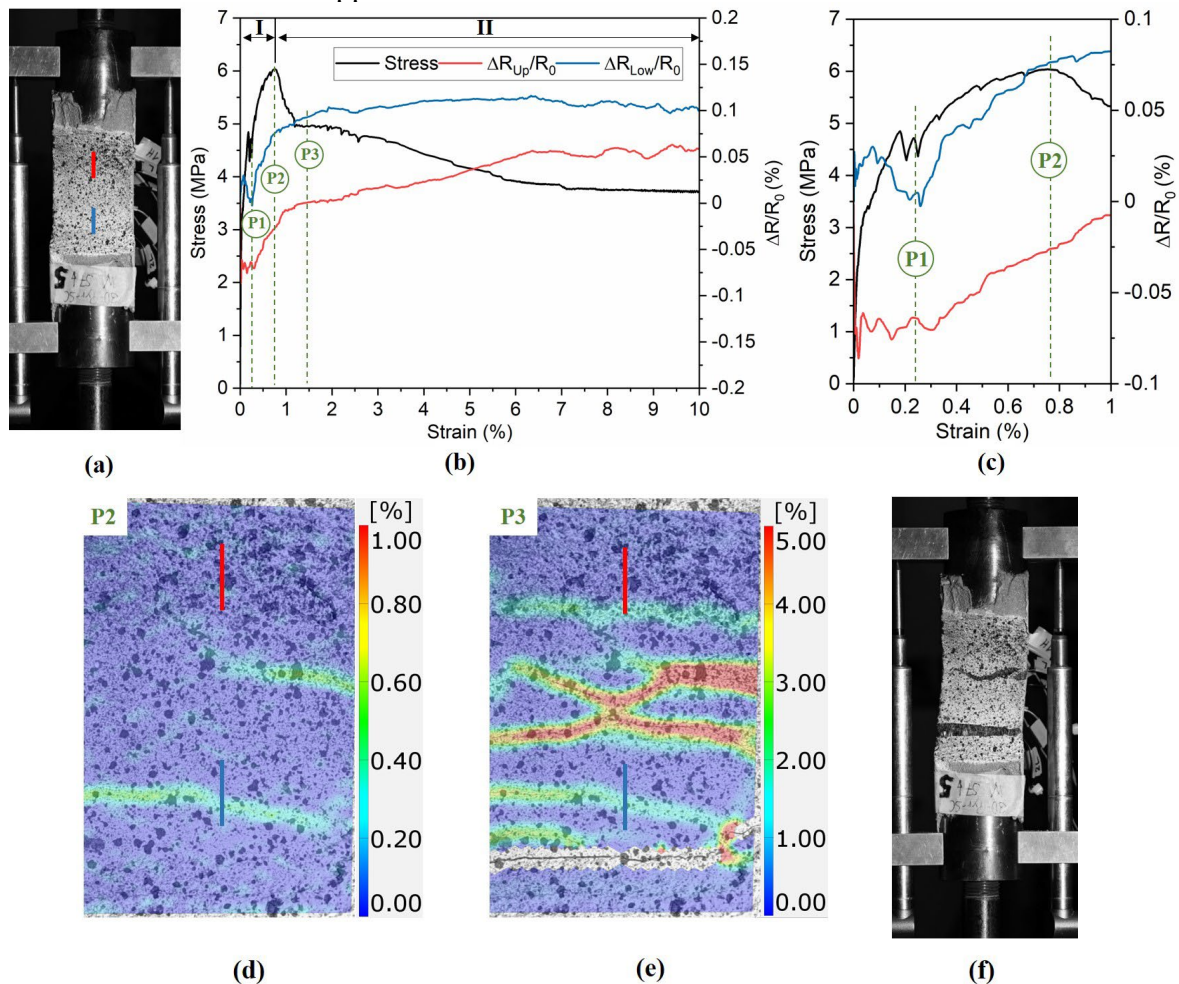 7
6
5
4
3
2
1
0
Stress (MPa)
I
II
Stress
ΔR_Up/R_0
ΔR_Low/R_0
P1
P2
P3
0.2
0.15
0.1
0.05
0
-0.05
-0.1
-0.15
-0.2
ΔR/R_0 (%)
0 1 2 3 4 5 6 7 8 9 10
Strain (%)
7
6
5
4
3
2
1
0
Stress (MPa)
P1
P2
0.1
0.05
0
-0.05
-0.1
ΔR/R_0 (%)
0 0.2 0.4 0.6 0.8 1
Strain (%)
(a)
(b)
(c)
P2
[%]
1.00
0.80
0.60
0.40
0.20
0.00
P3
[%]
5.00
4.00
3.00
2.00
1.00
0.00
(d)
(e)
(f)